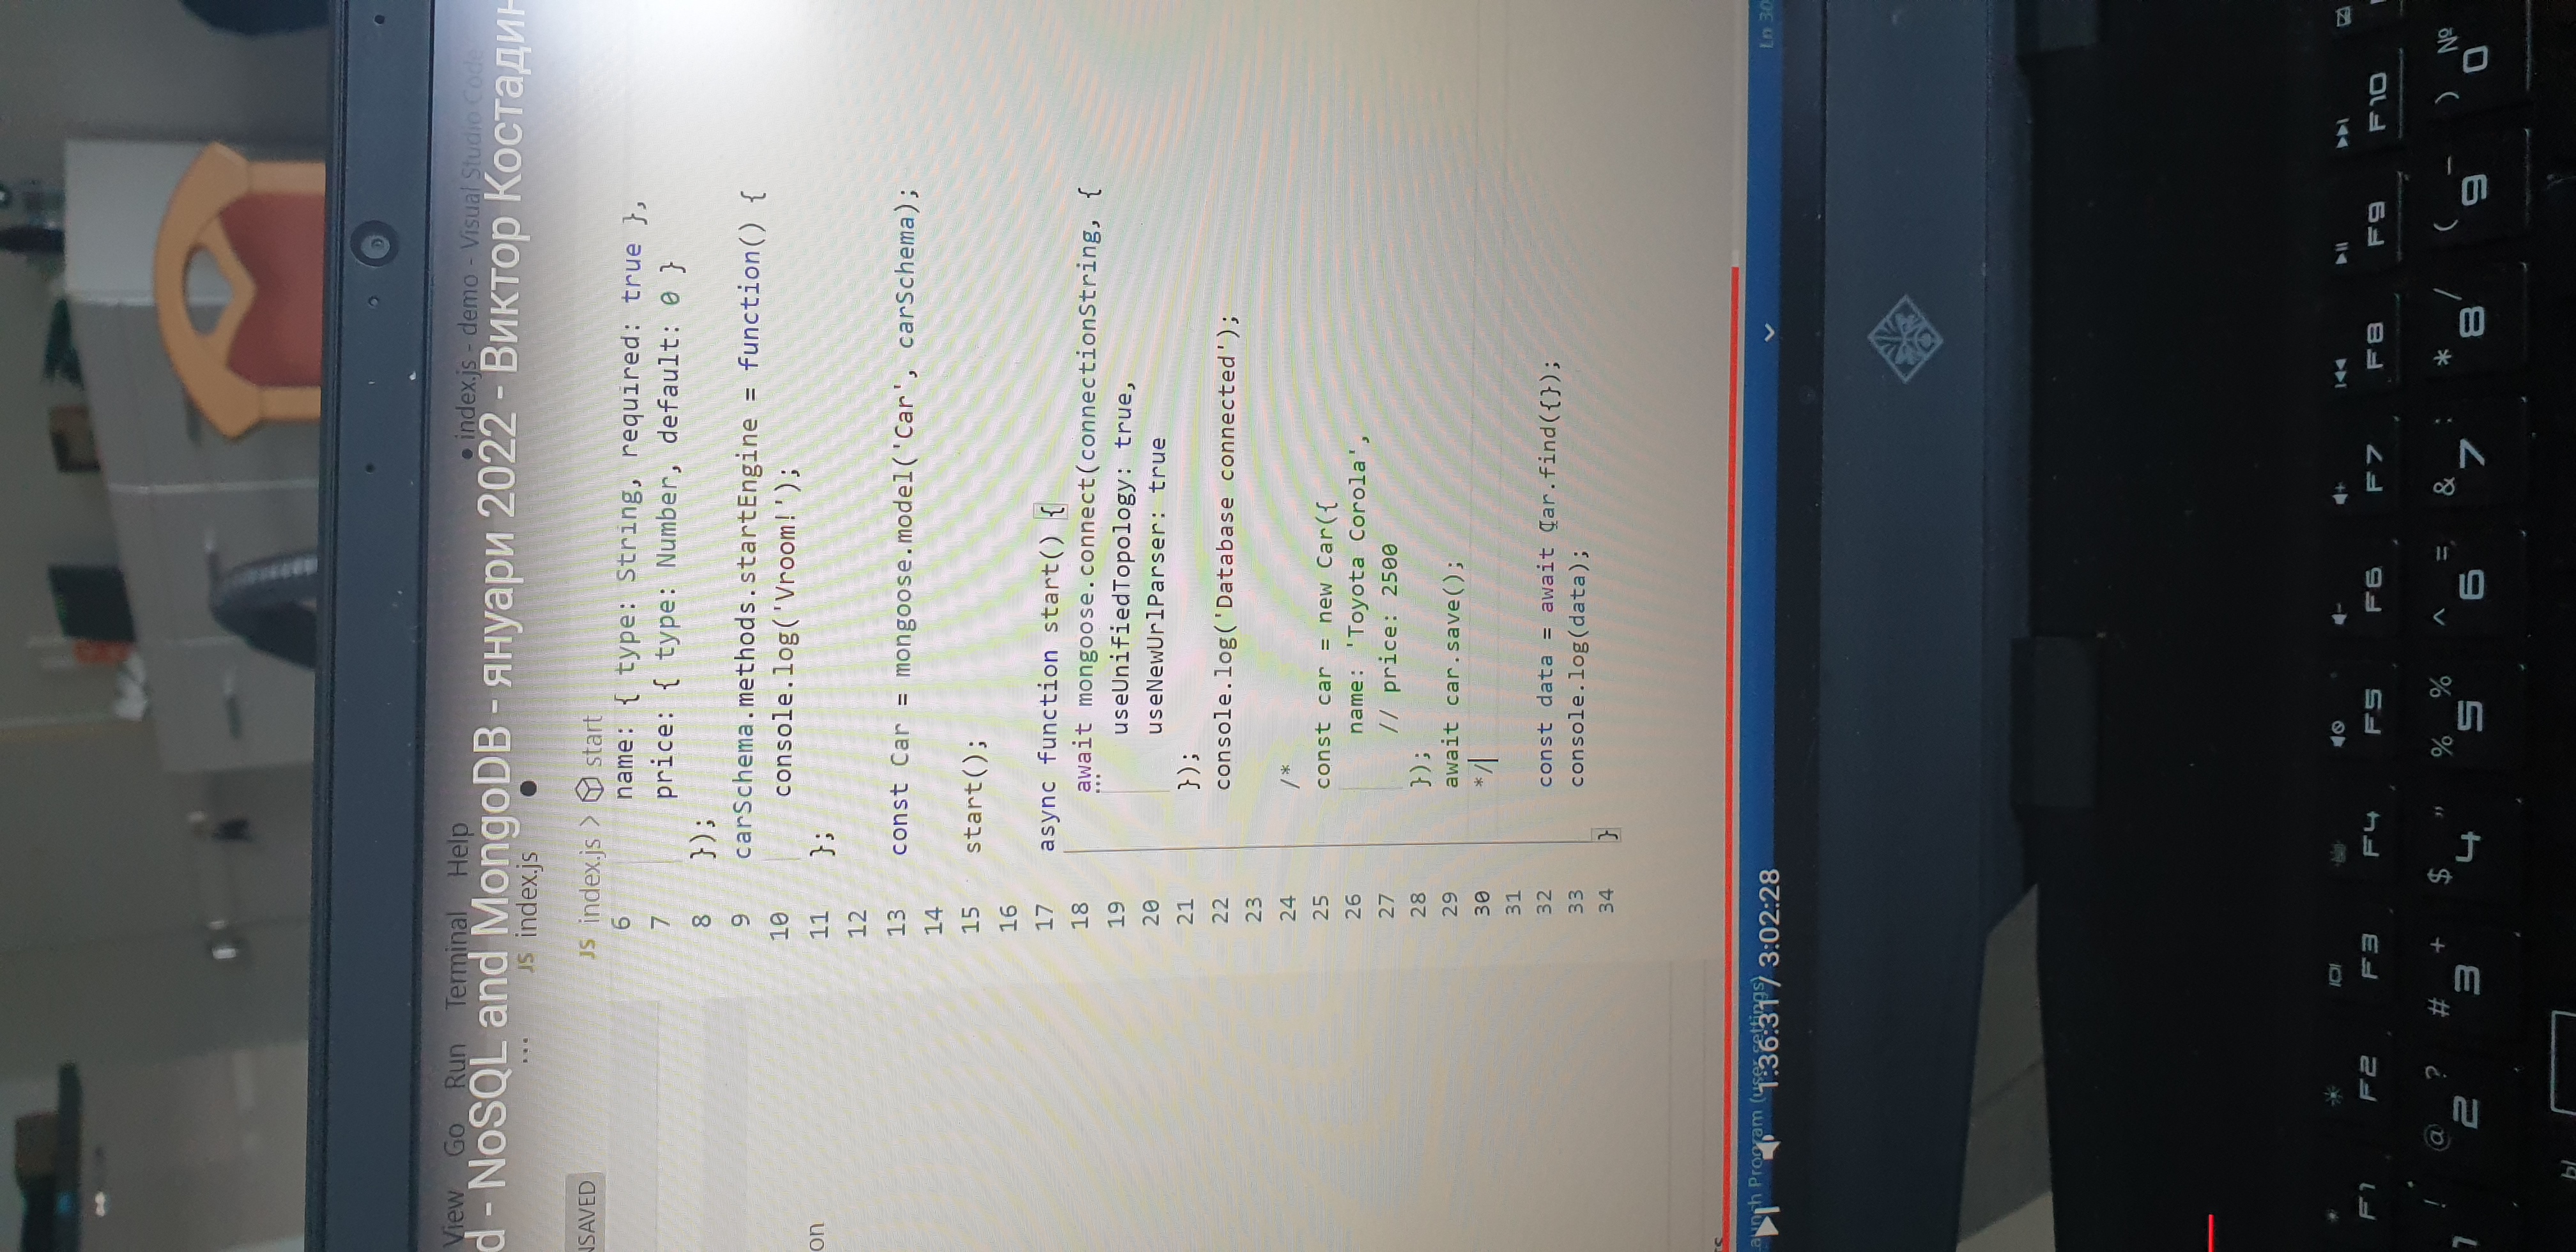 View Go Run Terminal Help
● index.js - demo - Visual Studio Code
d - NoSQL and MongoDB - януари 2022 - Виктор Костадин
... JS index.js ●
NSAVED
JS index.js > start
6 name: { type: String, required: true },
7 price: { type: Number, default: 0 }
8 });
9 carSchema.methods.startEngine = function() {
10 console.log('Vroom!');
on
11 };
12
13 const Car = mongoose.model('Car', carSchema);
14
15 start();
16
17 async function start() {
18 await mongoose.connect(connectionString, {
19 useUnifiedTopology: true,
20 useNewUrlParser: true
21 });
22 console.log('Database connected');
23
24 /*
25 const car = new Car({
26 name: 'Toyota Corola',
27 // price: 2500
28 });
29 await car.save();
30 */
31
32 const data = await Car.find({});
33 console.log(data);
34 }
aunch Program (user settings)
1:36:31 / 3:02:28
Ln 30
F1 F2 F3 F4 F5 F6 F7 F8 F9 F10
! @ ? # + $ " % % ^ = & : * / ( – ) №
1 2 3 4 5 6 7 8 9 0